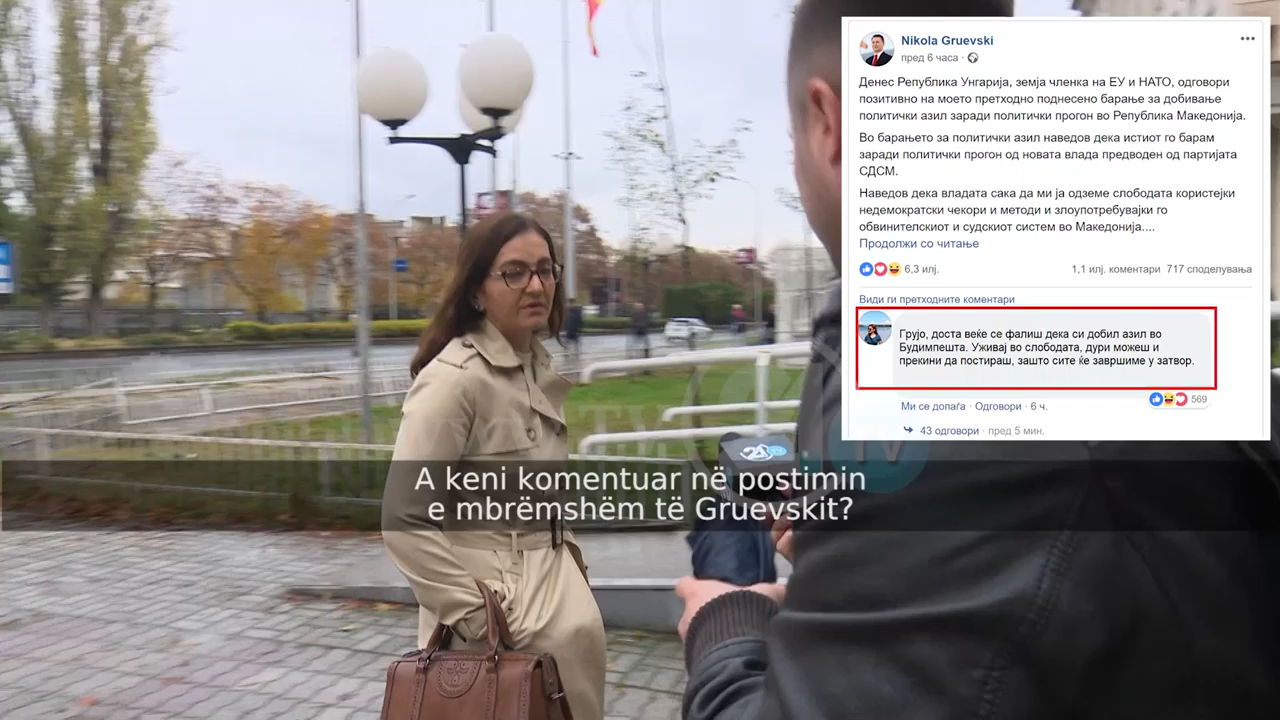 Nikola Gruevski
пред 6 часа ·
Денес Република Унгарија, земја членка на ЕУ и НАТО, одговори
позитивно на моето претходно поднесено барање за добивање
политички азил заради политички прогон во Република Македонија.
Во барањето за политички азил наведов дека истиот го барам
заради политички прогон од новата влада предводен од партијата
СДСМ.
Наведов дека владата сака да ми ја одземе слободата користејки
недемократски чекори и методи и злоупотребувајки го
обвинителскиот и судскиот систем во Македонија....
Продолжи со читање
6,3 илј.
1,1 илј. коментари 717 споделувања
Види ги претходните коментари
Грујо, доста веќе се фалиш дека си добил азил во
Будимпешта. Уживај во слободата, дури можеш и
прекини да постираш, зашто сите ќе завршиме у затвор.
Ми се допаѓа · Одговори · 6 ч.
569
43 одговори · пред 5 мин.
24
TV
A keni komentuar në postimin
e mbrëmshëm të Gruevskit?